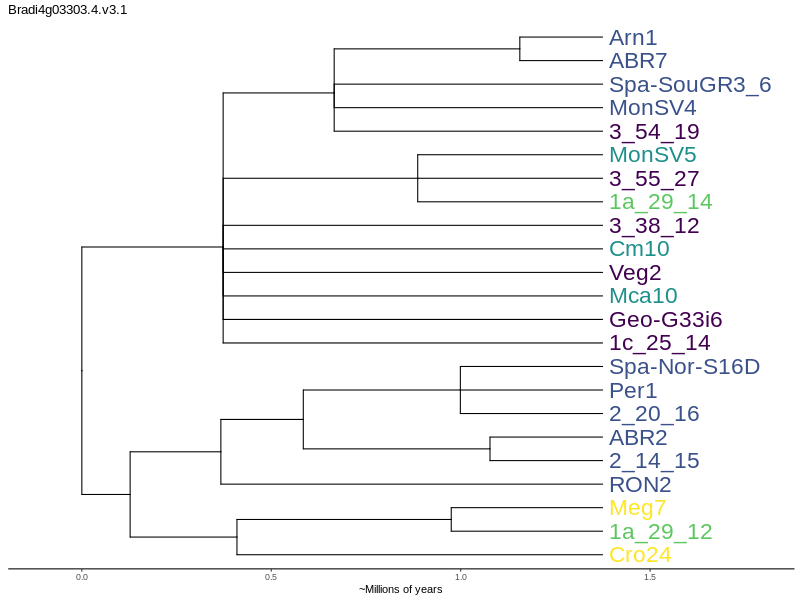 Bradi4g03303.4.v3.1
Arn1
ABR7
Spa-SouGR3_6
MonSV4
3_54_19
MonSV5
3_55_27
1a_29_14
3_38_12
Cm10
Veg2
Mca10
Geo-G33i6
1c_25_14
Spa-Nor-S16D
Per1
2_20_16
ABR2
2_14_15
RON2
Meg7
1a_29_12
Cro24
0.0 0.5 1.0 1.5
~Millions of years